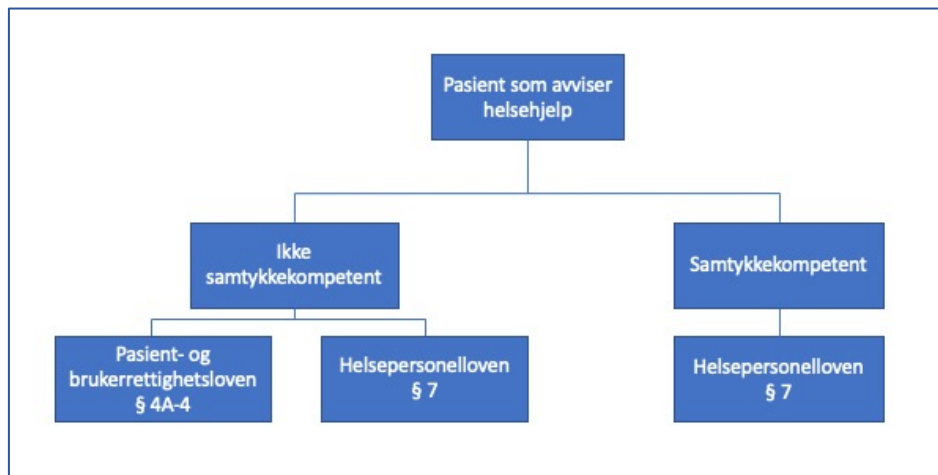 Pasient som avviser
helsehjelp
Ikke
samtykkekompetent
Samtykkekompetent
Pasient- og
brukerrettighetsloven
§ 4A-4
Helsepersonelloven
§ 7
Helsepersonelloven
§ 7